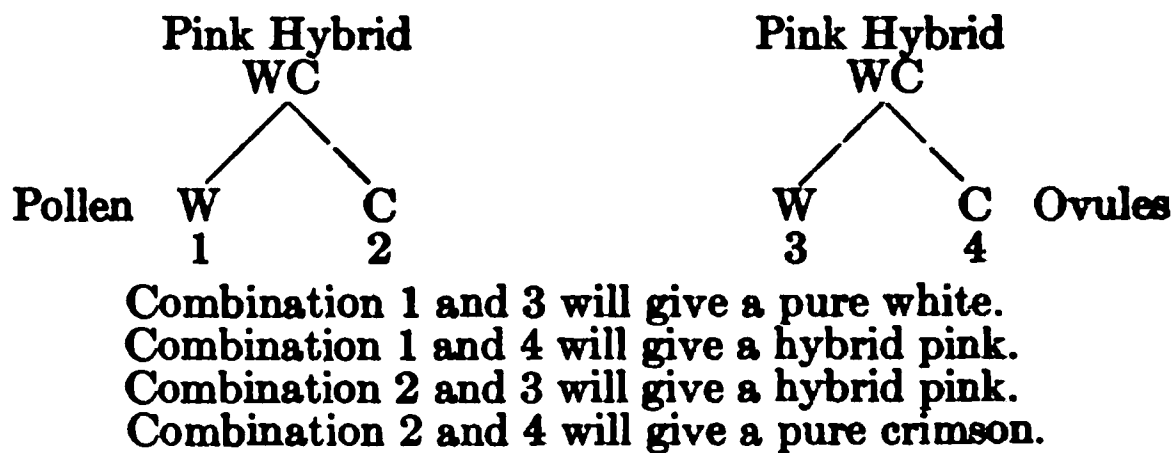 Pink Hybrid Pink Hybrid
WC WC
Pollen W C W C Ovules
1 2 3 4
Combination 1 and 3 will give a pure white.
Combination 1 and 4 will give a hybrid pink.
Combination 2 and 3 will give a hybrid pink.
Combination 2 and 4 will give a pure crimson.